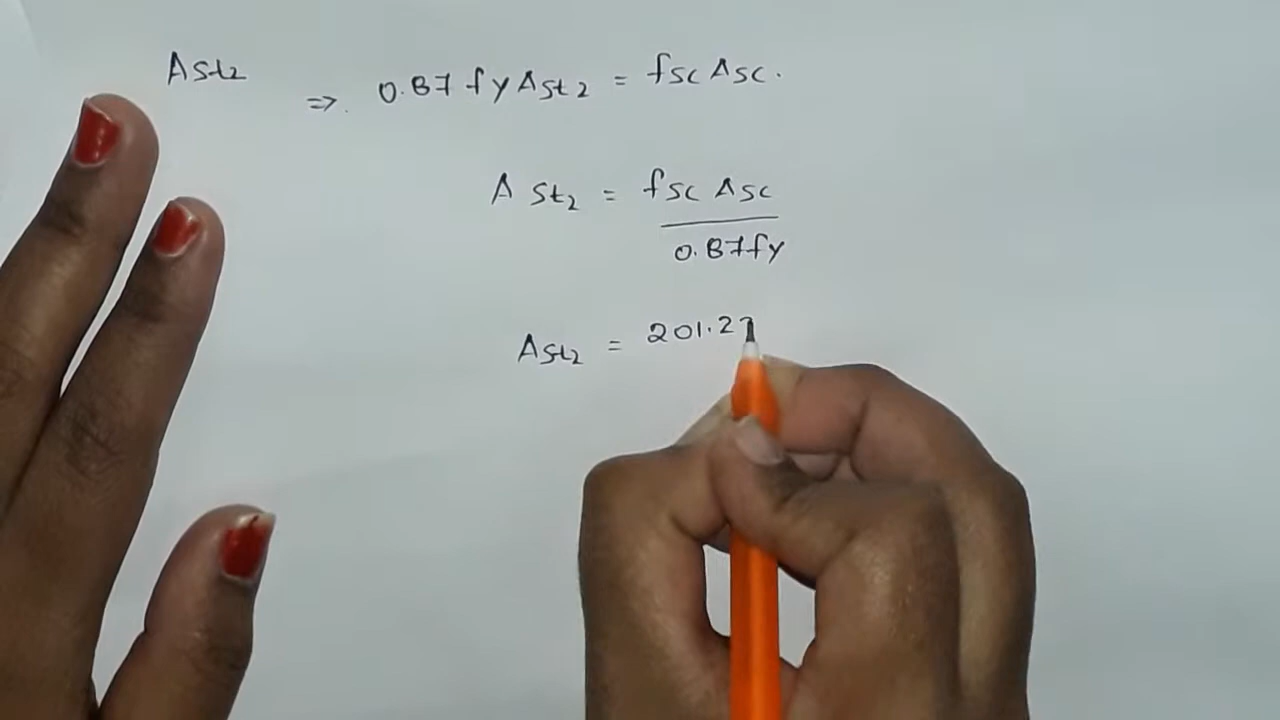 Ast2
⇒ 0.87 fy Ast2 = fsc Asc.
Ast2 = fsc Asc
0.87fy
Ast2 = 201.2